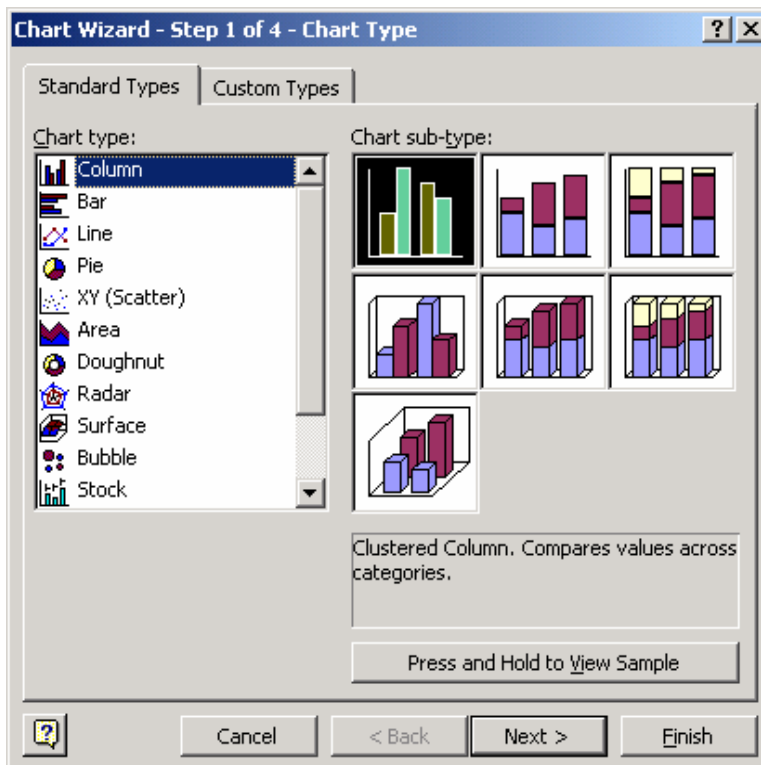 Chart Wizard - Step 1 of 4 - Chart Type
Standard Types
Custom Types
Chart type:
Column
Bar
Line
Pie
XY (Scatter)
Area
Doughnut
Radar
Surface
Bubble
Stock
Chart sub-type:
Clustered Column. Compares values across
categories.
Press and Hold to View Sample
Cancel
< Back
Next >
Finish